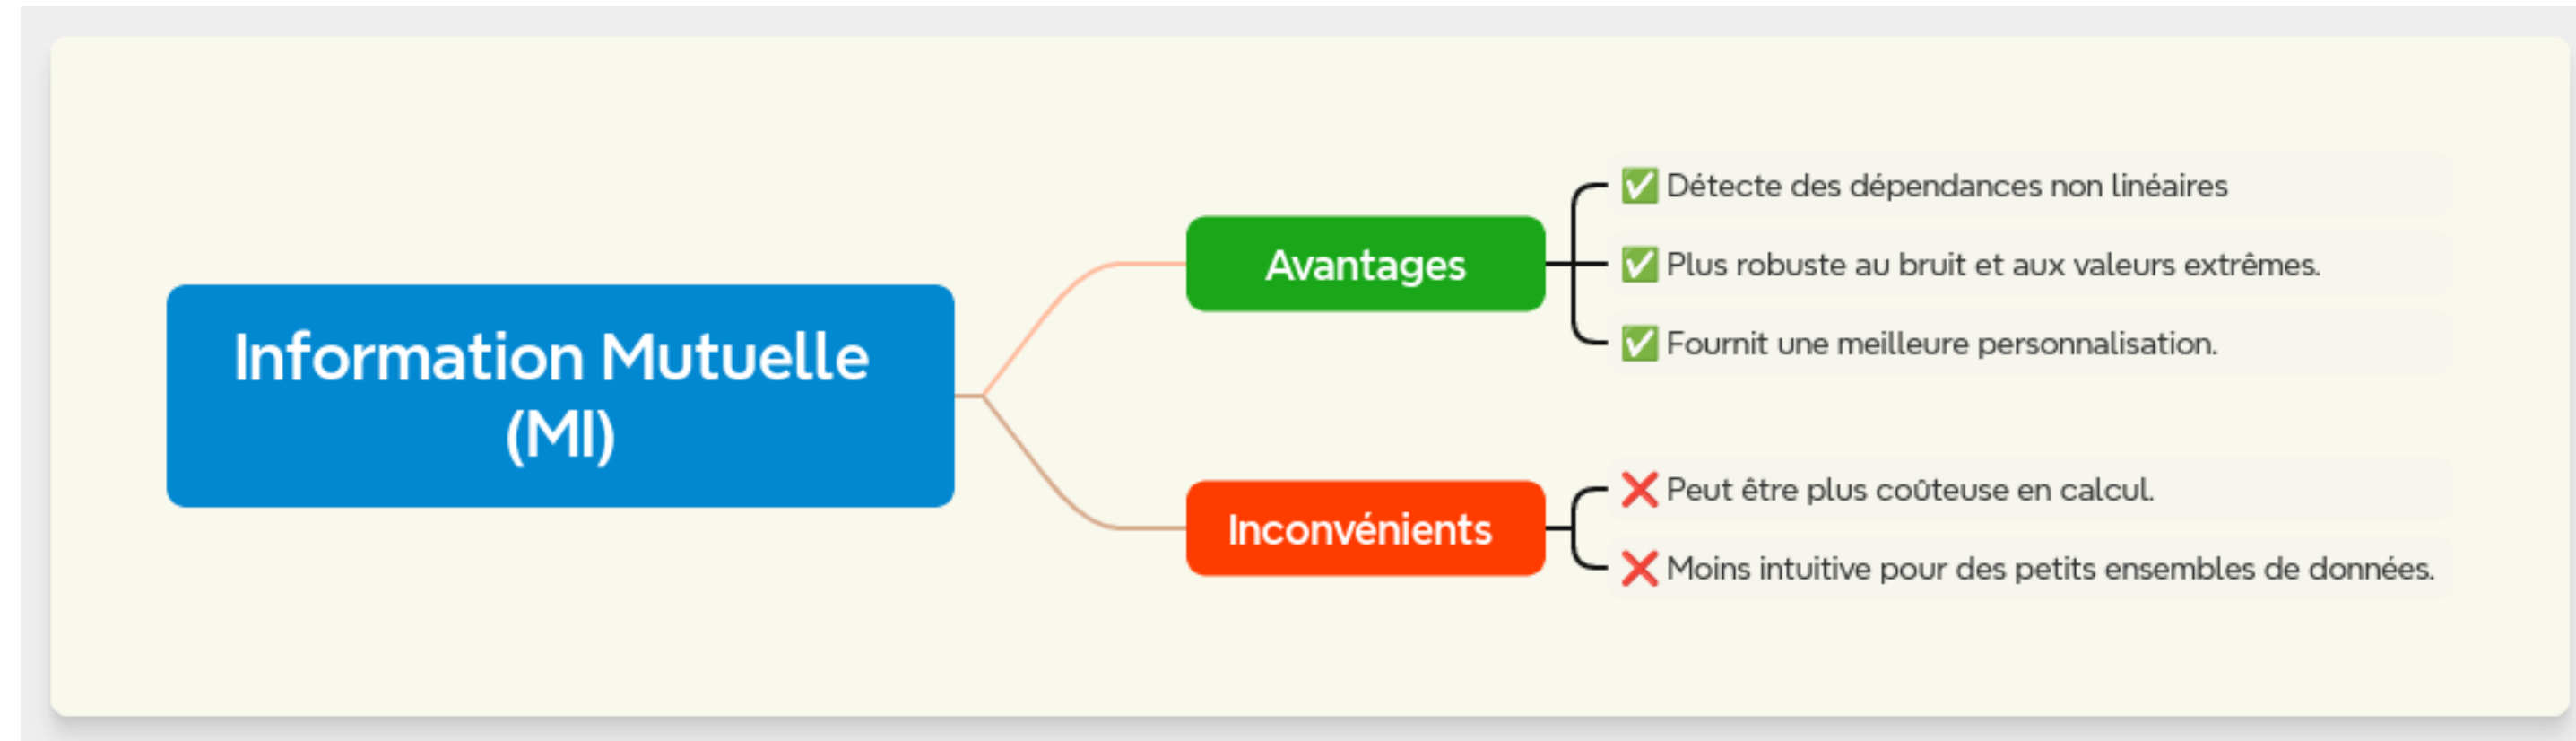 Information Mutuelle
(MI)
Avantages
✅ Détecte des dépendances non linéaires
✅ Plus robuste au bruit et aux valeurs extrêmes.
✅ Fournit une meilleure personnalisation.
Inconvénients
❌ Peut être plus coûteuse en calcul.
❌ Moins intuitive pour des petits ensembles de données.